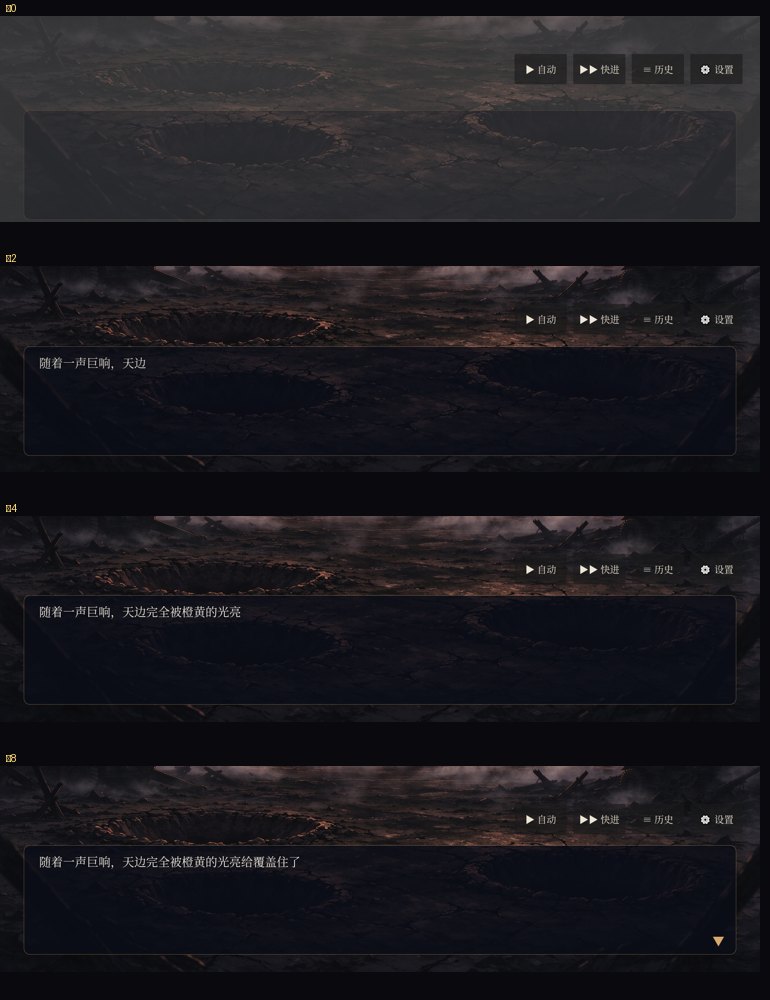 0
▶ 自动 ▶▶ 快进 ≡ 历史 ⚙ 设置
2
▶ 自动 ▶▶ 快进 ≡ 历史 ⚙ 设置
随着一声巨响，天边
4
▶ 自动 ▶▶ 快进 ≡ 历史 ⚙ 设置
随着一声巨响，天边完全被橙黄的光亮
8
▶ 自动 ▶▶ 快进 ≡ 历史 ⚙ 设置
随着一声巨响，天边完全被橙黄的光亮给覆盖住了
▼